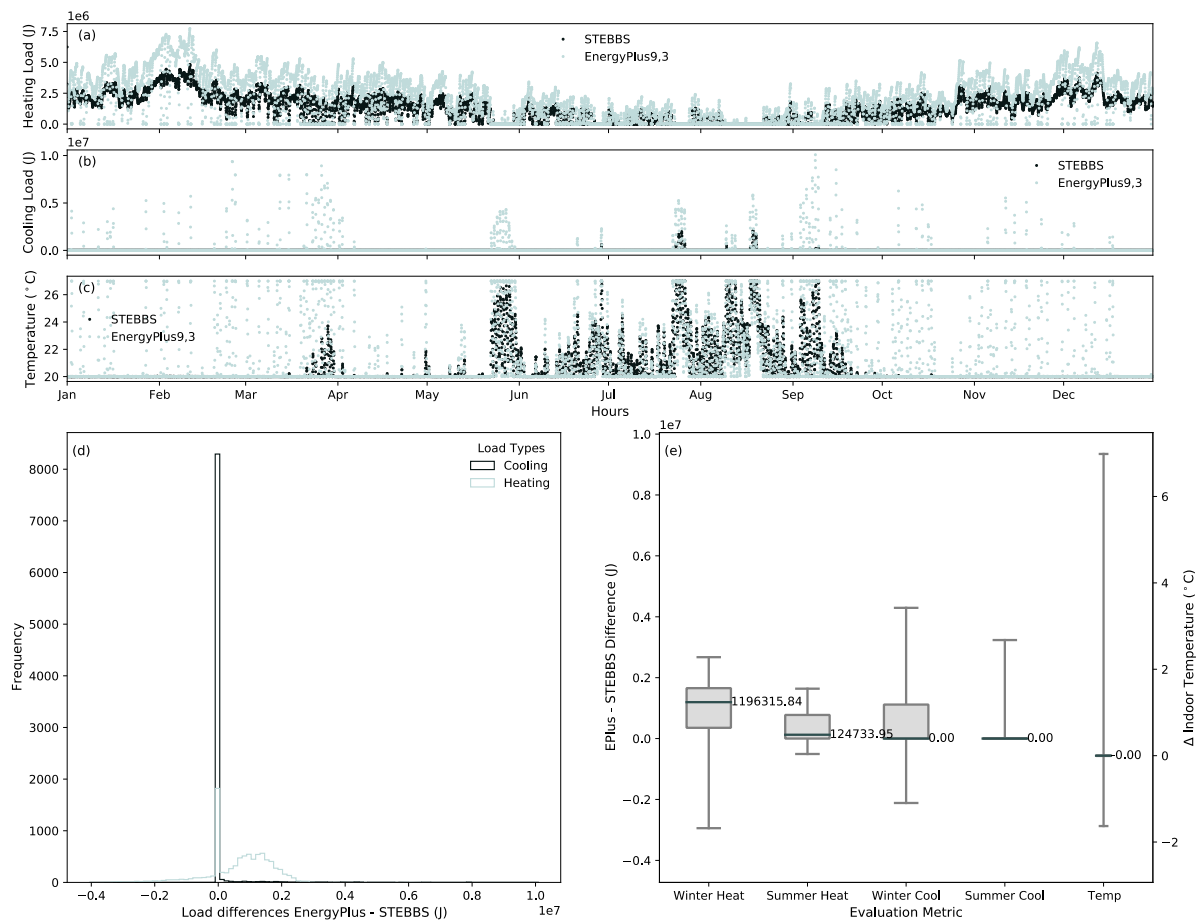 1e6
(a)
STEBBS
EnergyPlus9,3
Heating Load (J)
7.5
5.0
2.5
0.0
1e7
(b)
STEBBS
EnergyPlus9,3
Cooling Load (J)
1.0
0.5
0.0
(c)
STEBBS
EnergyPlus9,3
Temperature (°C)
26
24
22
20
Jan Feb Mar Apr May Jun Jul Aug Sep Oct Nov Dec
Hours
(d)
Load Types
Cooling
Heating
Frequency
8000
7000
6000
5000
4000
3000
2000
1000
0
−0.4 −0.2 0.0 0.2 0.4 0.6 0.8 1.0
1e7
Load differences EnergyPlus - STEBBS (J)
1e7
(e)
EPlus - STEBBS Difference (J)
1.0
0.8
0.6
0.4
0.2
0.0
−0.2
−0.4
1196315.84
124733.95
0.00
0.00
−0.00
6
4
2
0
−2
Δ Indoor Temperature (°C)
Winter Heat Summer Heat Winter Cool Summer Cool Temp
Evaluation Metric